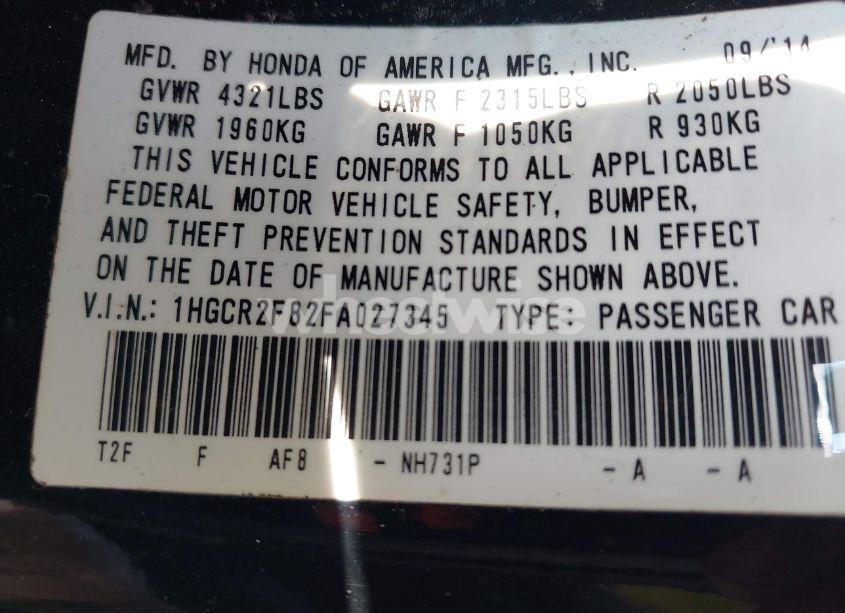 MFD. BY HONDA OF AMERICA MFG., INC. 09/'14
GVWR 4321LBS GAWR F 2315LBS R 2050LBS
GVWR 1960KG GAWR F 1050KG R 930KG
THIS VEHICLE CONFORMS TO ALL APPLICABLE
FEDERAL MOTOR VEHICLE SAFETY, BUMPER,
AND THEFT PREVENTION STANDARDS IN EFFECT
ON THE DATE OF MANUFACTURE SHOWN ABOVE.
V.I.N.: 1HGCR2F82FA027345 TYPE: PASSENGER CAR
wheelwire
T2F F AF8 - NH731P - A - A